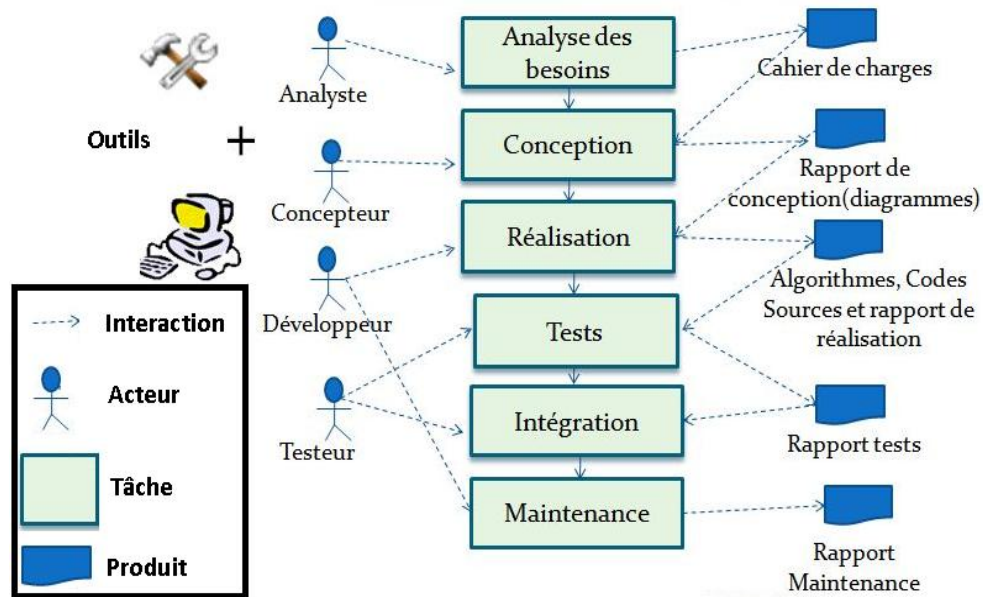 Analyse des
besoins
Cahier de charges
Analyste
Outils +
Conception
Rapport de
conception(diagrammes)
Concepteur
Réalisation
Algorithmes, Codes
Sources et rapport de
réalisation
Développeur
Tests
Intégration
Rapport tests
Testeur
Maintenance
Rapport
Maintenance
Interaction
Acteur
Tâche
Produit